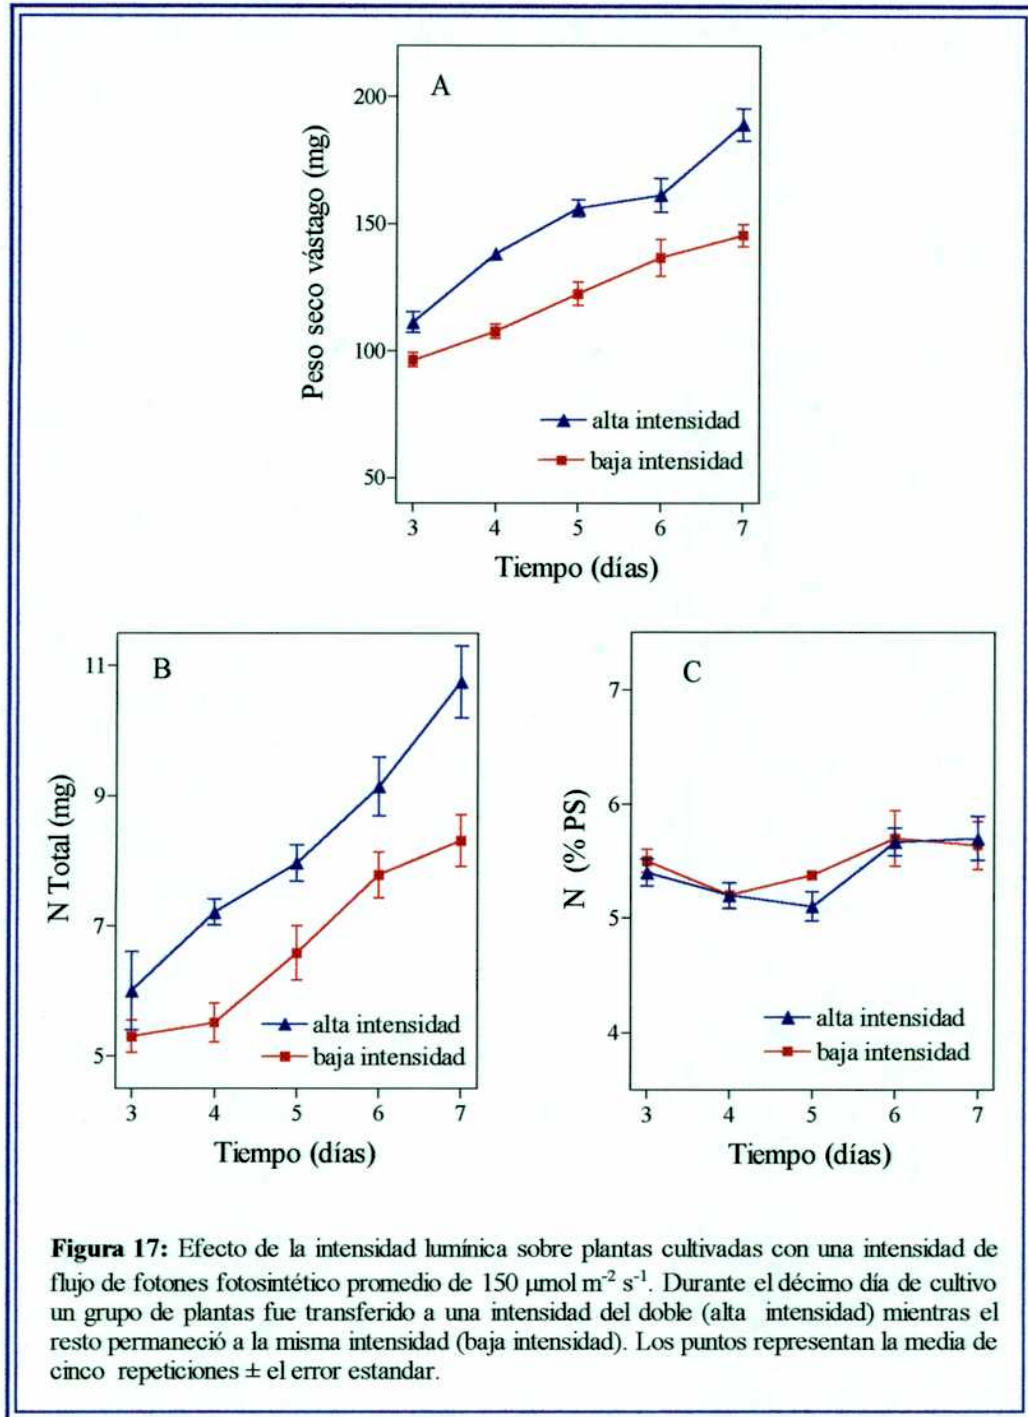 A
200
150
100
50
Peso seco vástago (mg)
alta intensidad
baja intensidad
3 4 5 6 7
Tiempo (días)
B
11
9
7
5
N Total (mg)
alta intensidad
baja intensidad
3 4 5 6 7
Tiempo (días)
C
7
6
5
4
N (% PS)
alta intensidad
baja intensidad
3 4 5 6 7
Tiempo (días)
Figura 17: Efecto de la intensidad lumínica sobre plantas cultivadas con una intensidad de
flujo de fotones fotosintético promedio de 150 μmol m⁻² s⁻¹. Durante el décimo día de cultivo
un grupo de plantas fue transferido a una intensidad del doble (alta intensidad) mientras el
resto permaneció a la misma intensidad (baja intensidad). Los puntos representan la media de
cinco repeticiones ± el error estandar.